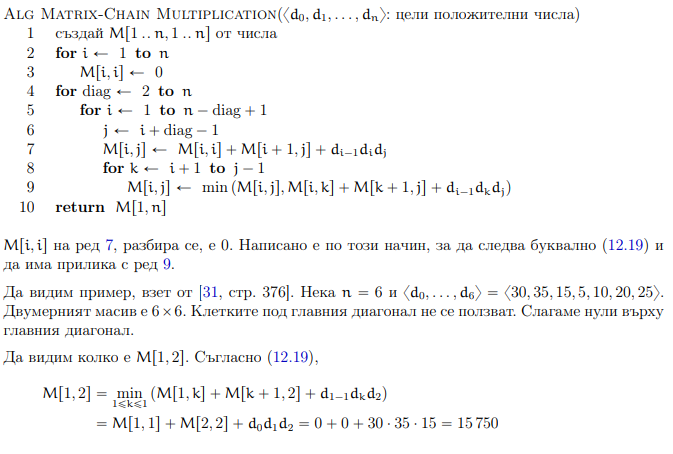 Alg Matrix-Chain Multiplication(⟨d₀, d₁, . . . , dₙ⟩: цели положителни числа)
1 създай M[1 .. n, 1 .. n] от числа
2 for i ← 1 to n
3 M[i, i] ← 0
4 for diag ← 2 to n
5 for i ← 1 to n − diag + 1
6 j ← i + diag − 1
7 M[i, j] ← M[i, i] + M[i + 1, j] + dᵢ₋₁dᵢdⱼ
8 for k ← i + 1 to j − 1
9 M[i, j] ← min (M[i, j], M[i, k] + M[k + 1, j] + dᵢ₋₁dₖdⱼ)
10 return M[1, n]
M[i, i] на ред 7, разбира се, е 0. Написано е по този начин, за да следва буквално (12.19) и
да има прилика с ред 9.
Да видим пример, взет от [31, стр. 376]. Нека n = 6 и ⟨d₀, . . . , d₆⟩ = ⟨30, 35, 15, 5, 10, 20, 25⟩.
Двумерният масив е 6 × 6. Клетките под главния диагонал не се ползват. Слагаме нули върху
главния диагонал.
Да видим колко е M[1, 2]. Съгласно (12.19),
M[1, 2] = min 1⩽k⩽1 (M[1, k] + M[k + 1, 2] + d₁₋₁dₖd₂)
= M[1, 1] + M[2, 2] + d₀d₁d₂ = 0 + 0 + 30 · 35 · 15 = 15 750